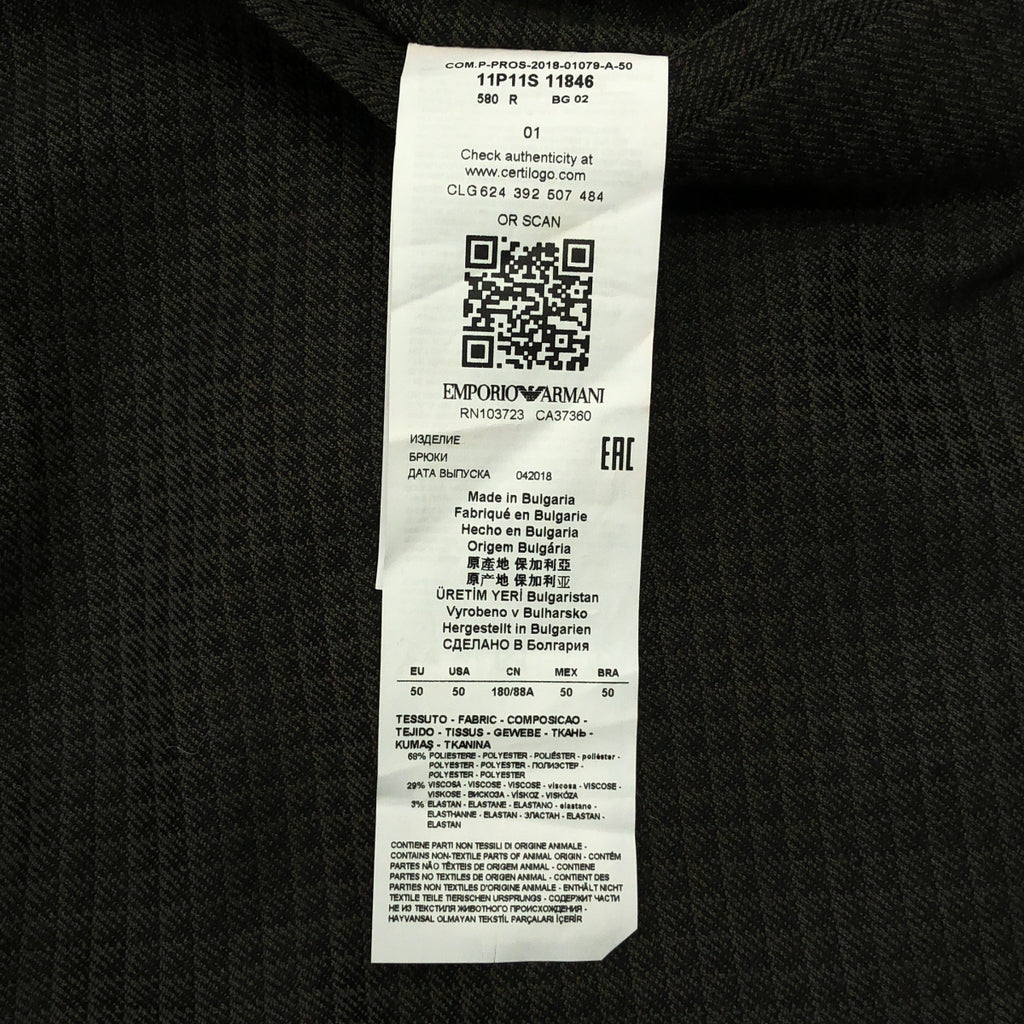 COM.P-PROS-2018-01079-A-50
11P11S 11846
580 R BG 02
01
Check authenticity at
www.certilogo.com
CLG 624 392 507 484
OR SCAN
EMPORIO ARMANI
RN103723 CA37360
ИЗДЕЛИЕ
EAC
БРЮКИ
ДАТА ВЫПУСКА 042018
Made in Bulgaria
Fabriqué en Bulgarie
Hecho en Bulgaria
Origem Bulgária
原產地 保加利亞
原产地 保加利亚
ÜRETİM YERİ Bulgaristan
Vyrobeno v Bulharsko
Hergestellt in Bulgarien
СДЕЛАНО В Болгария
EU USA CN MEX BRA
50 50 180/88A 50 50
TESSUTO - FABRIC - COMPOSICAO -
TEJIDO - TISSUS - GEWEBE - ТКАНЬ -
KUMAŞ - TKANINA
68% POLIESTERE - POLYESTER - POLIÉSTER - poliéster -
POLYESTER - POLYESTER - ПОЛИЭСТЕР -
POLYESTER - POLYESTER
29% VISCOSA - VISCOSE - VISCOSE - viscosa - VISCOSE -
VISKOSE - ВИСКОЗА - VİSKOZ - VISKÓZA
3% ELASTAN - ELASTANE - ELASTANO - elastano -
ELASTHANNE - ELASTAN - ЭЛАСТАН - ELASTAN -
ELASTAN
CONTIENE PARTI NON TESSILI DI ORIGINE ANIMALE -
CONTAINS NON-TEXTILE PARTS OF ANIMAL ORIGIN - CONTÉM
PARTES NÃO TÊXTEIS DE ORIGEM ANIMAL - CONTIENE
PARTES NO TEXTILES DE ORIGEN ANIMAL - CONTIENT DES
PARTIES NON TEXTILES D'ORIGINE ANIMALE - ENTHÄLT NICHT
TEXTILE TEILE TIERISCHEN URSPRUNGS - СОДЕРЖИТ ЧАСТИ
НЕ ИЗ ТЕКСТИЛЯ ЖИВОТНОГО ПРОИСХОЖДЕНИЯ -
HAYVANSAL OLMAYAN TEKSTİL PARÇALARI İÇERİR